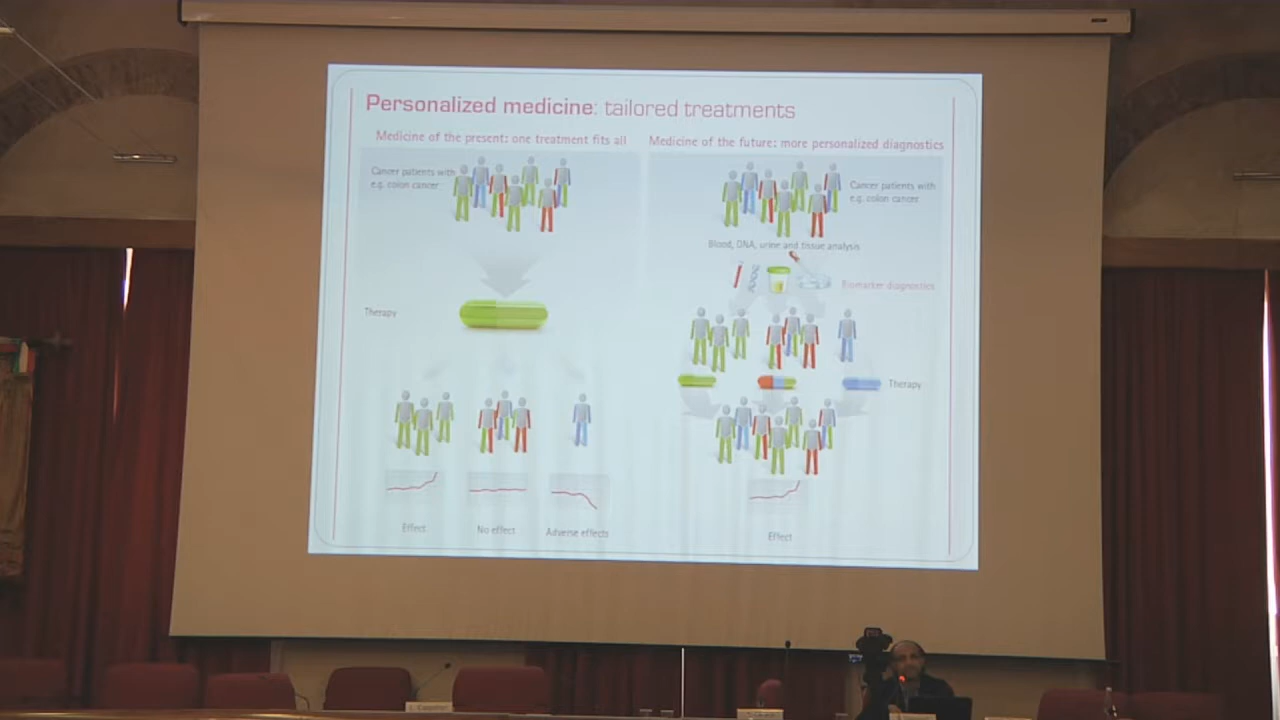 Personalized medicine: tailored treatments
Medicine of the present: one treatment fits all
Medicine of the future: more personalized diagnostics
Cancer patients with
e.g. colon cancer
Cancer patients with
e.g. colon cancer
Blood, DNA, urine and tissue analysis
Biomarker diagnostics
Therapy
Therapy
Effect
No effect
Adverse effects
Effect